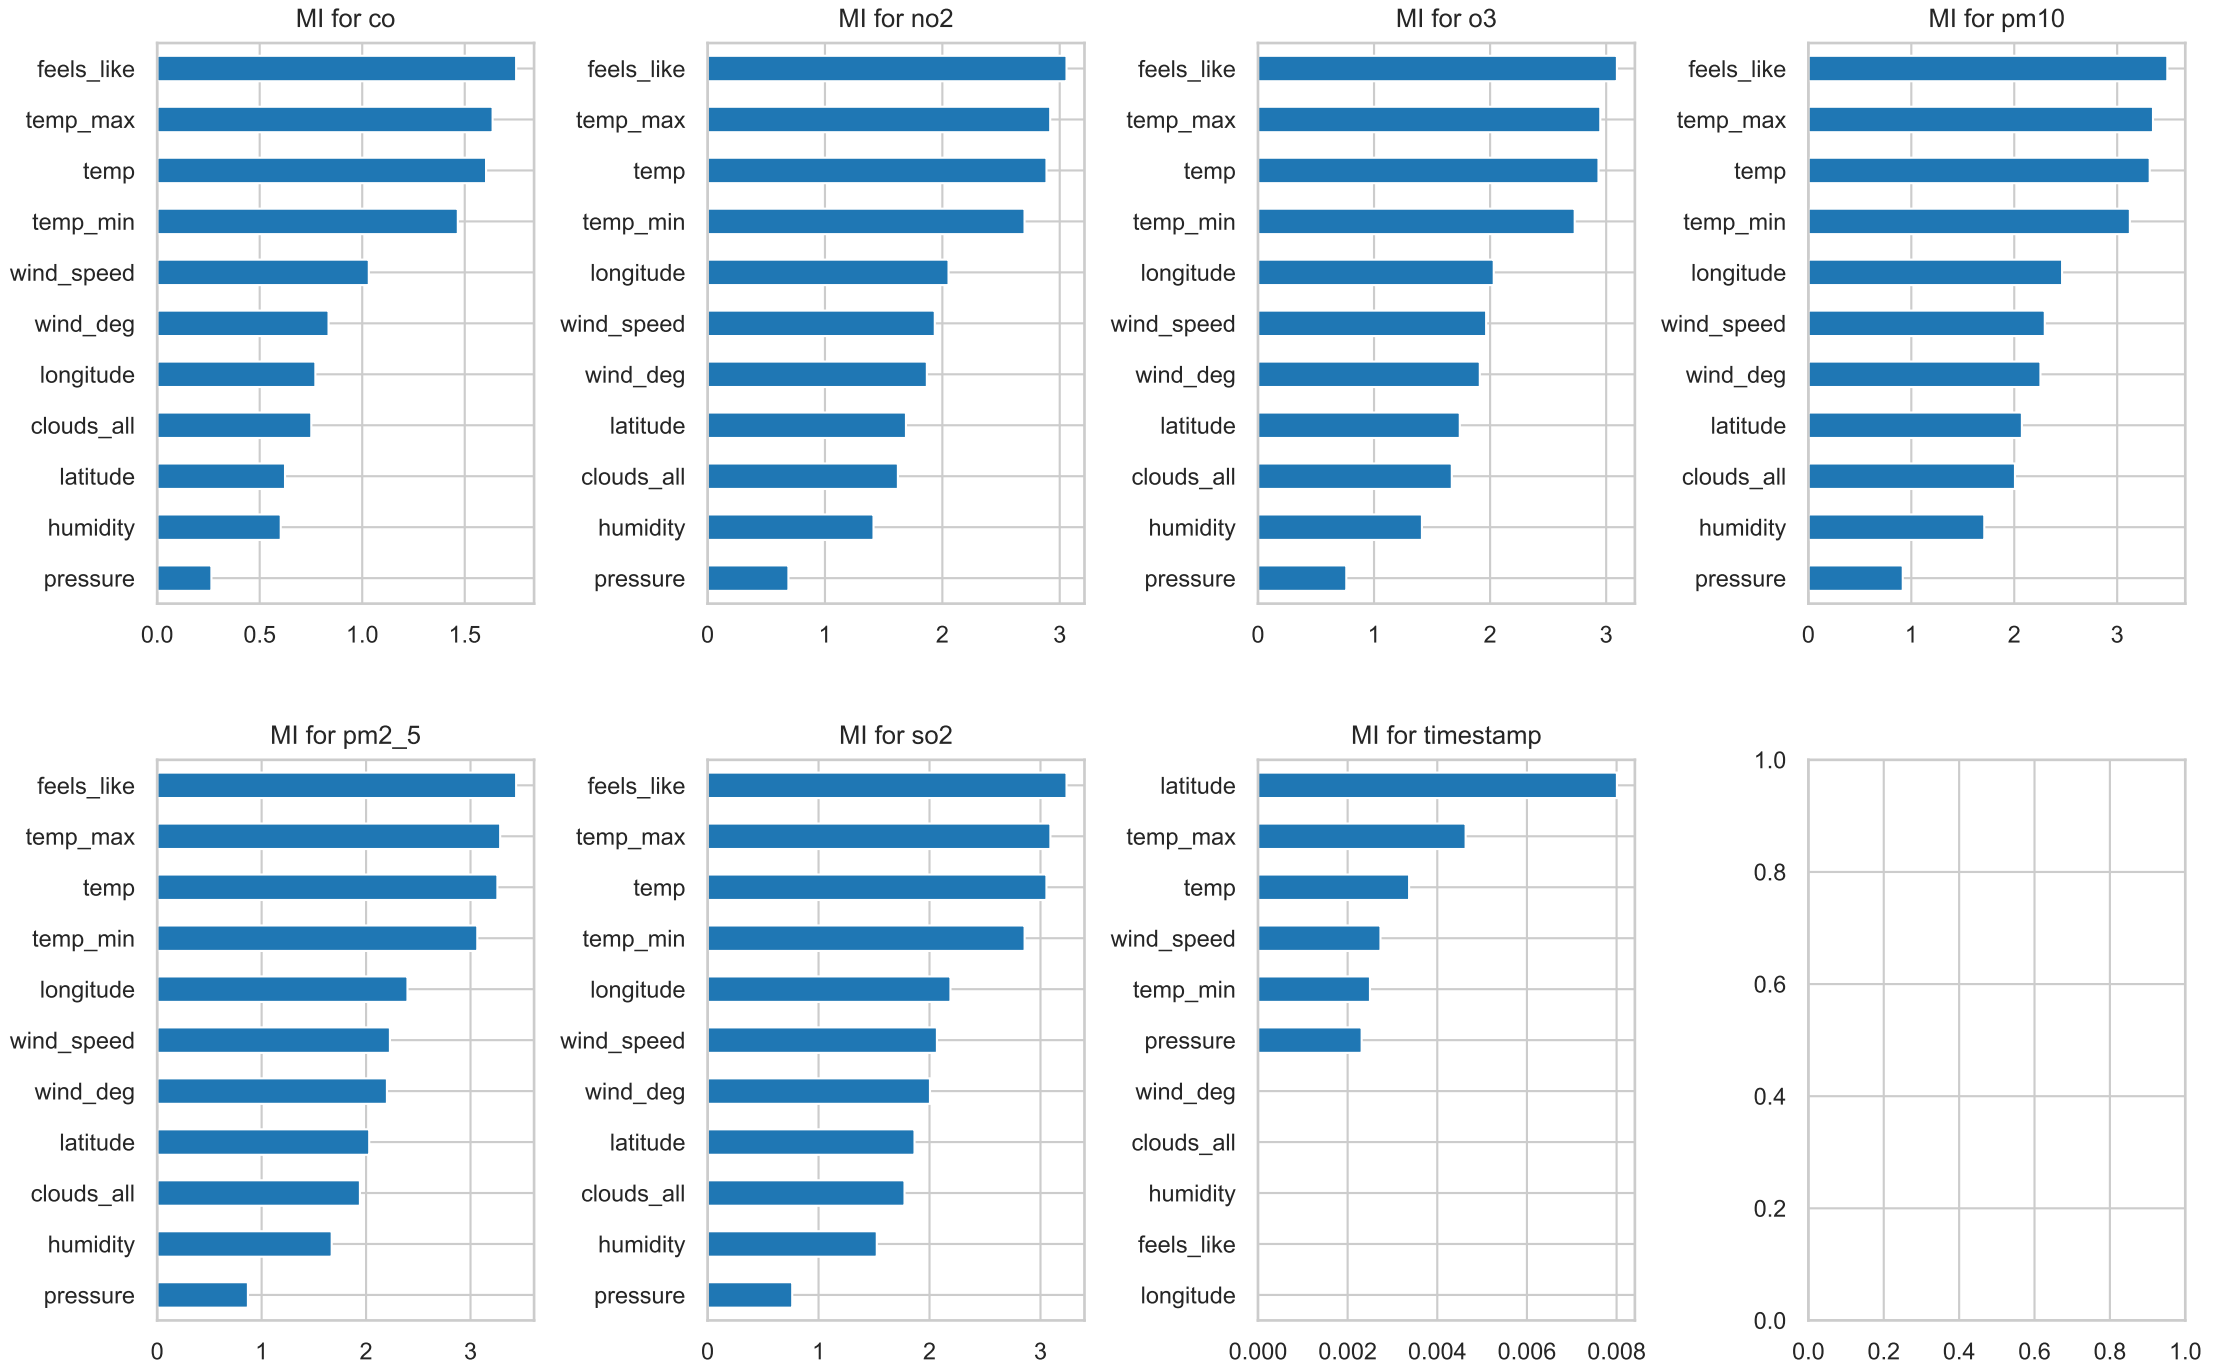 MI for co
feels_like
temp_max
temp
temp_min
wind_speed
wind_deg
longitude
clouds_all
latitude
humidity
pressure
0.0 0.5 1.0 1.5
MI for no2
feels_like
temp_max
temp
temp_min
longitude
wind_speed
wind_deg
latitude
clouds_all
humidity
pressure
0 1 2 3
MI for o3
feels_like
temp_max
temp
temp_min
longitude
wind_speed
wind_deg
latitude
clouds_all
humidity
pressure
0 1 2 3
MI for pm10
feels_like
temp_max
temp
temp_min
longitude
wind_speed
wind_deg
latitude
clouds_all
humidity
pressure
0 1 2 3
MI for pm2_5
feels_like
temp_max
temp
temp_min
longitude
wind_speed
wind_deg
latitude
clouds_all
humidity
pressure
0 1 2 3
MI for so2
feels_like
temp_max
temp
temp_min
longitude
wind_speed
wind_deg
latitude
clouds_all
humidity
pressure
0 1 2 3
MI for timestamp
latitude
temp_max
temp
wind_speed
temp_min
pressure
wind_deg
clouds_all
humidity
feels_like
longitude
0.000 0.002 0.004 0.006 0.008
1.0
0.8
0.6
0.4
0.2
0.0
0.0 0.2 0.4 0.6 0.8 1.0